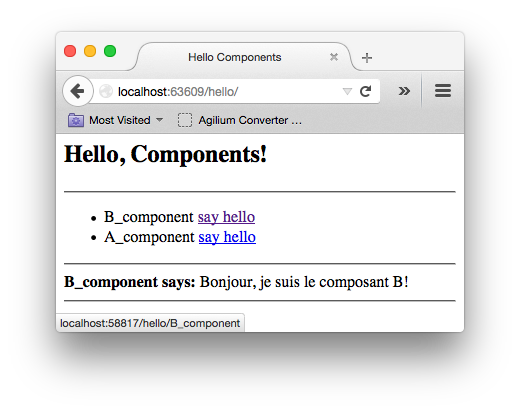 Hello Components
localhost:63609/hello/
Most Visited Agilium Converter ...
Hello, Components!
B_component say hello
A_component say hello
B_component says: Bonjour, je suis le composant B!
localhost:58817/hello/B_component